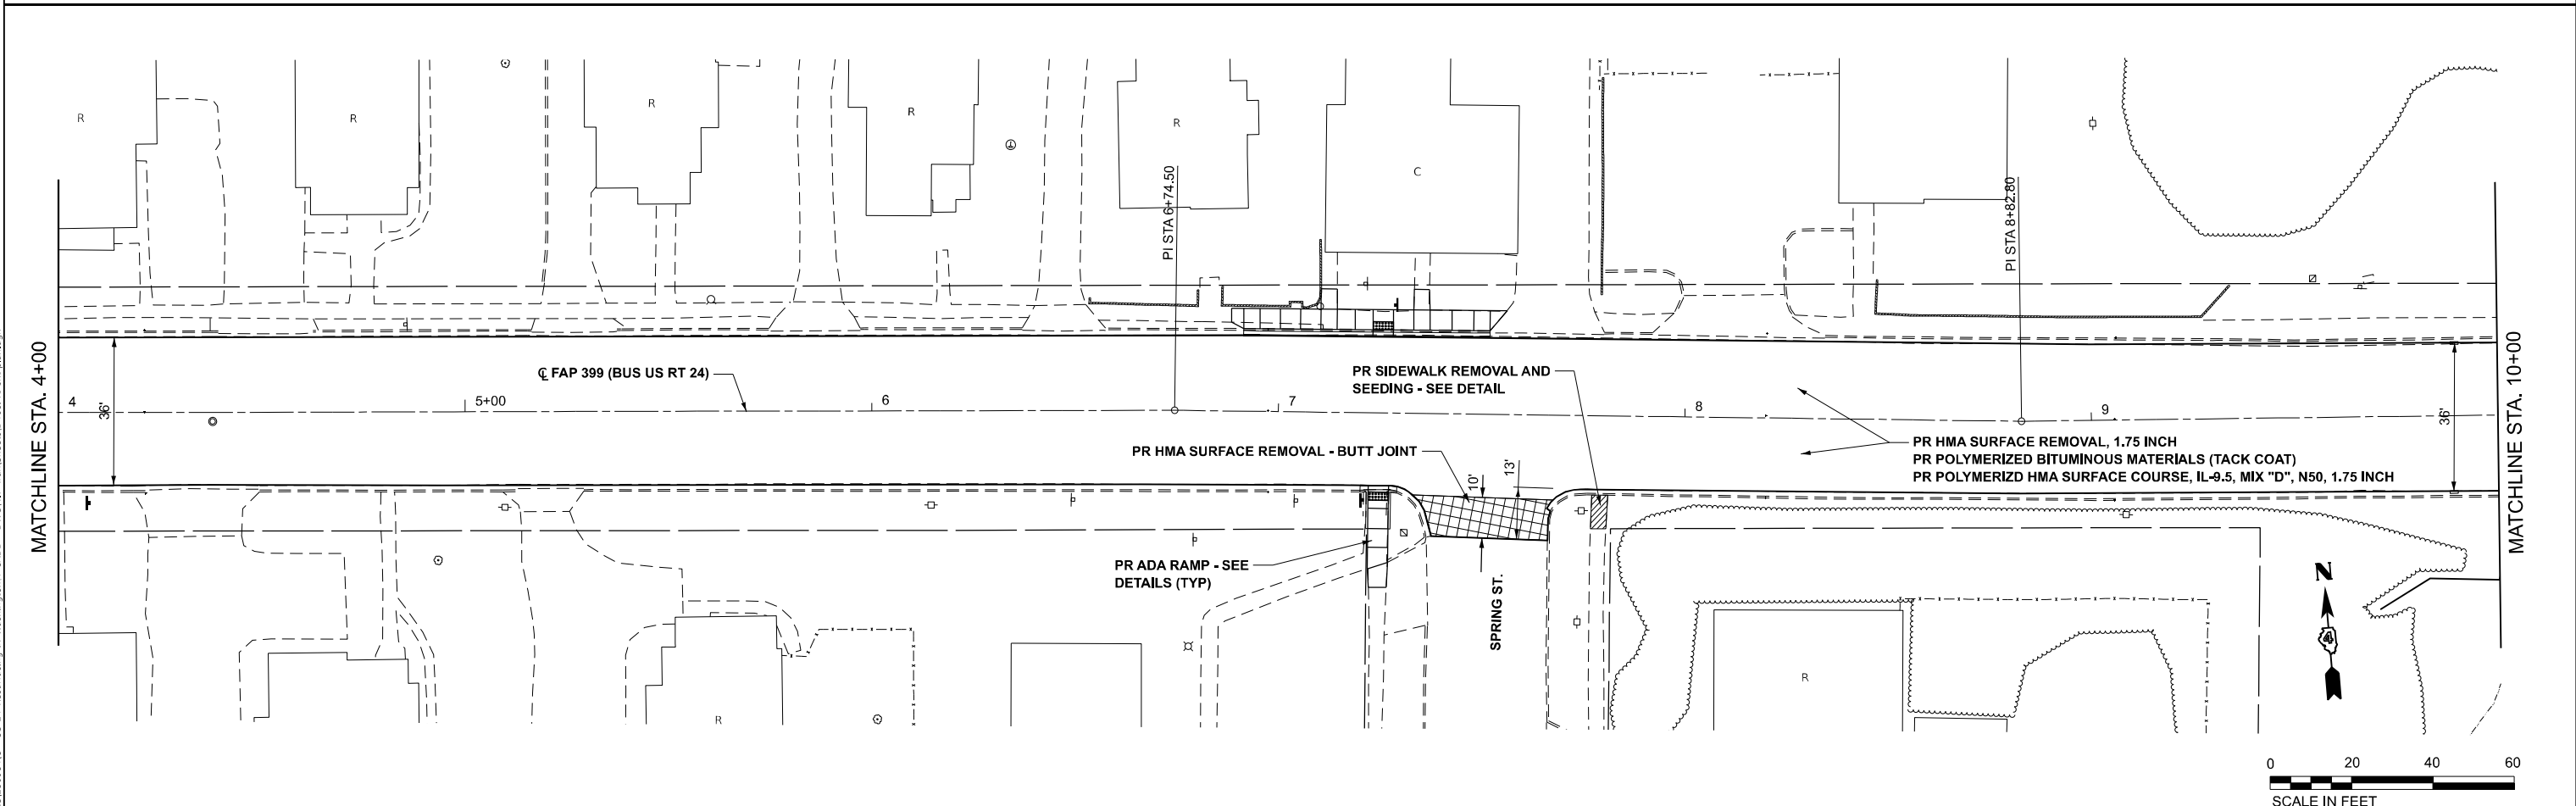 R
R
R
R
R
C
PI STA 6+74.50
PI STA 8+82.80
MATCHLINE STA. 4+00
MATCHLINE STA. 10+00
36'
36'
℄ FAP 399 (BUS US RT 24)
4
5+00
6
7
8
9
PR SIDEWALK REMOVAL AND
SEEDING - SEE DETAIL
PR HMA SURFACE REMOVAL - BUTT JOINT
10'
13'
PR HMA SURFACE REMOVAL, 1.75 INCH
PR POLYMERIZED BITUMINOUS MATERIALS (TACK COAT)
PR POLYMERIZD HMA SURFACE COURSE, IL-9.5, MIX "D", N50, 1.75 INCH
PR ADA RAMP - SEE
DETAILS (TYP)
SPRING ST.
N
4
R
R
0 20 40 60
SCALE IN FEET